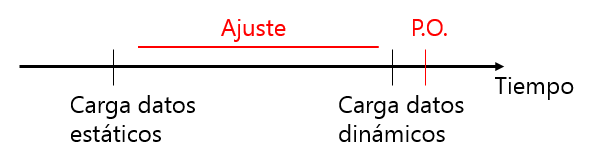 Ajuste
P.O.
Tiempo
Carga datos
estáticos
Carga datos
dinámicos